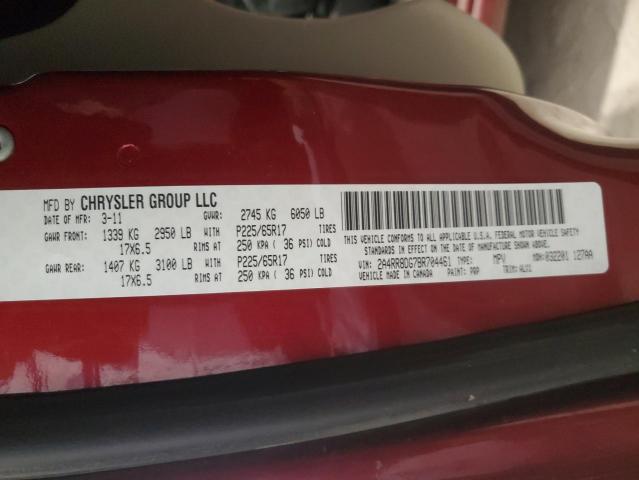 MFD BY CHRYSLER GROUP LLC
DATE OF MFR: 3-11 GVWR: 2745 KG 6050 LB
GAWR FRONT: 1339 KG 2950 LB WITH P225/65R17 TIRES
17X6.5 RIMS AT 250 KPA ( 36 PSI) COLD
GAWR REAR: 1407 KG 3100 LB WITH P225/65R17 TIRES
17X6.5 RIMS AT 250 KPA ( 36 PSI) COLD
THIS VEHICLE CONFORMS TO ALL APPLICABLE U.S.A. FEDERAL MOTOR VEHICLE SAFETY
STANDARDS IN EFFECT ON THE DATE OF MANUFACTURE SHOWN ABOVE.
VIN: 2A4RR8DG7BR704461 TYPE: MPV MDH: 032201 127AA
VEHICLE MADE IN CANADA PAINT: PRP TRIM: